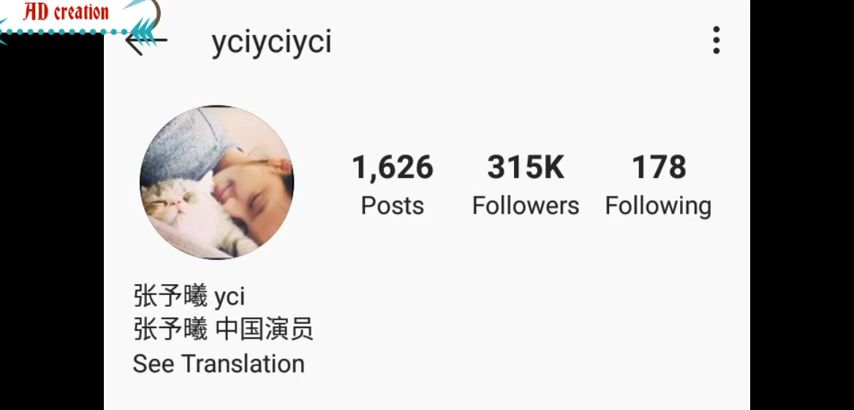 AD creation
yciyciyci
1,626 315K 178
Posts Followers Following
张予曦 yci
张予曦 中国演员
See Translation